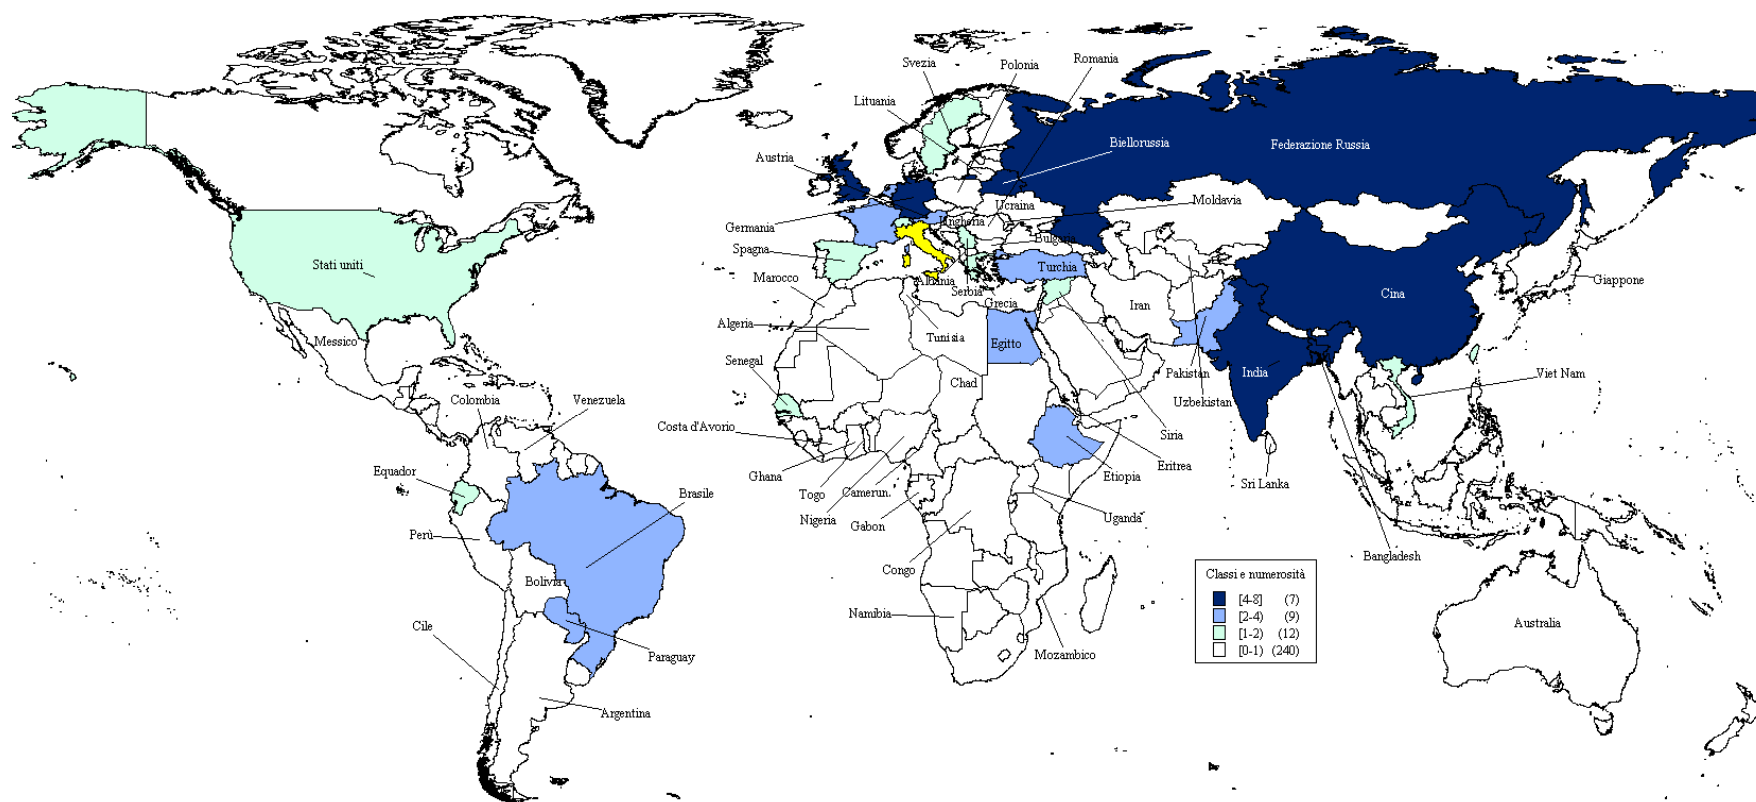 Svezia
Polonia
Romania
Lituania
Biellorussia
Federazione Russia
Austria
Germania
Ucraina
Moldavia
Ungheria
Bulgaria
Spagna
Stati uniti
Turchia
Marocco
Albania
Serbia
Grecia
Iran
Cina
Giappone
Algeria
Tunisia
Egitto
Messico
Senegal
Chad
Pakistan
India
Viet Nam
Colombia
Venezuela
Uzbekistan
Costa d'Avorio
Siria
Equador
Ghana
Togo
Camerun.
Etiopia
Eritrea
Sri Lanka
Brasile
Nigeria
Gabon
Uganda
Perù
Bangladesh
Congo
Bolivia
Classi e numerosità
[4-8] (7)
[2-4) (9)
[1-2) (12)
[0-1) (240)
Namibia
Cile
Australia
Paraguay
Mozambico
Argentina